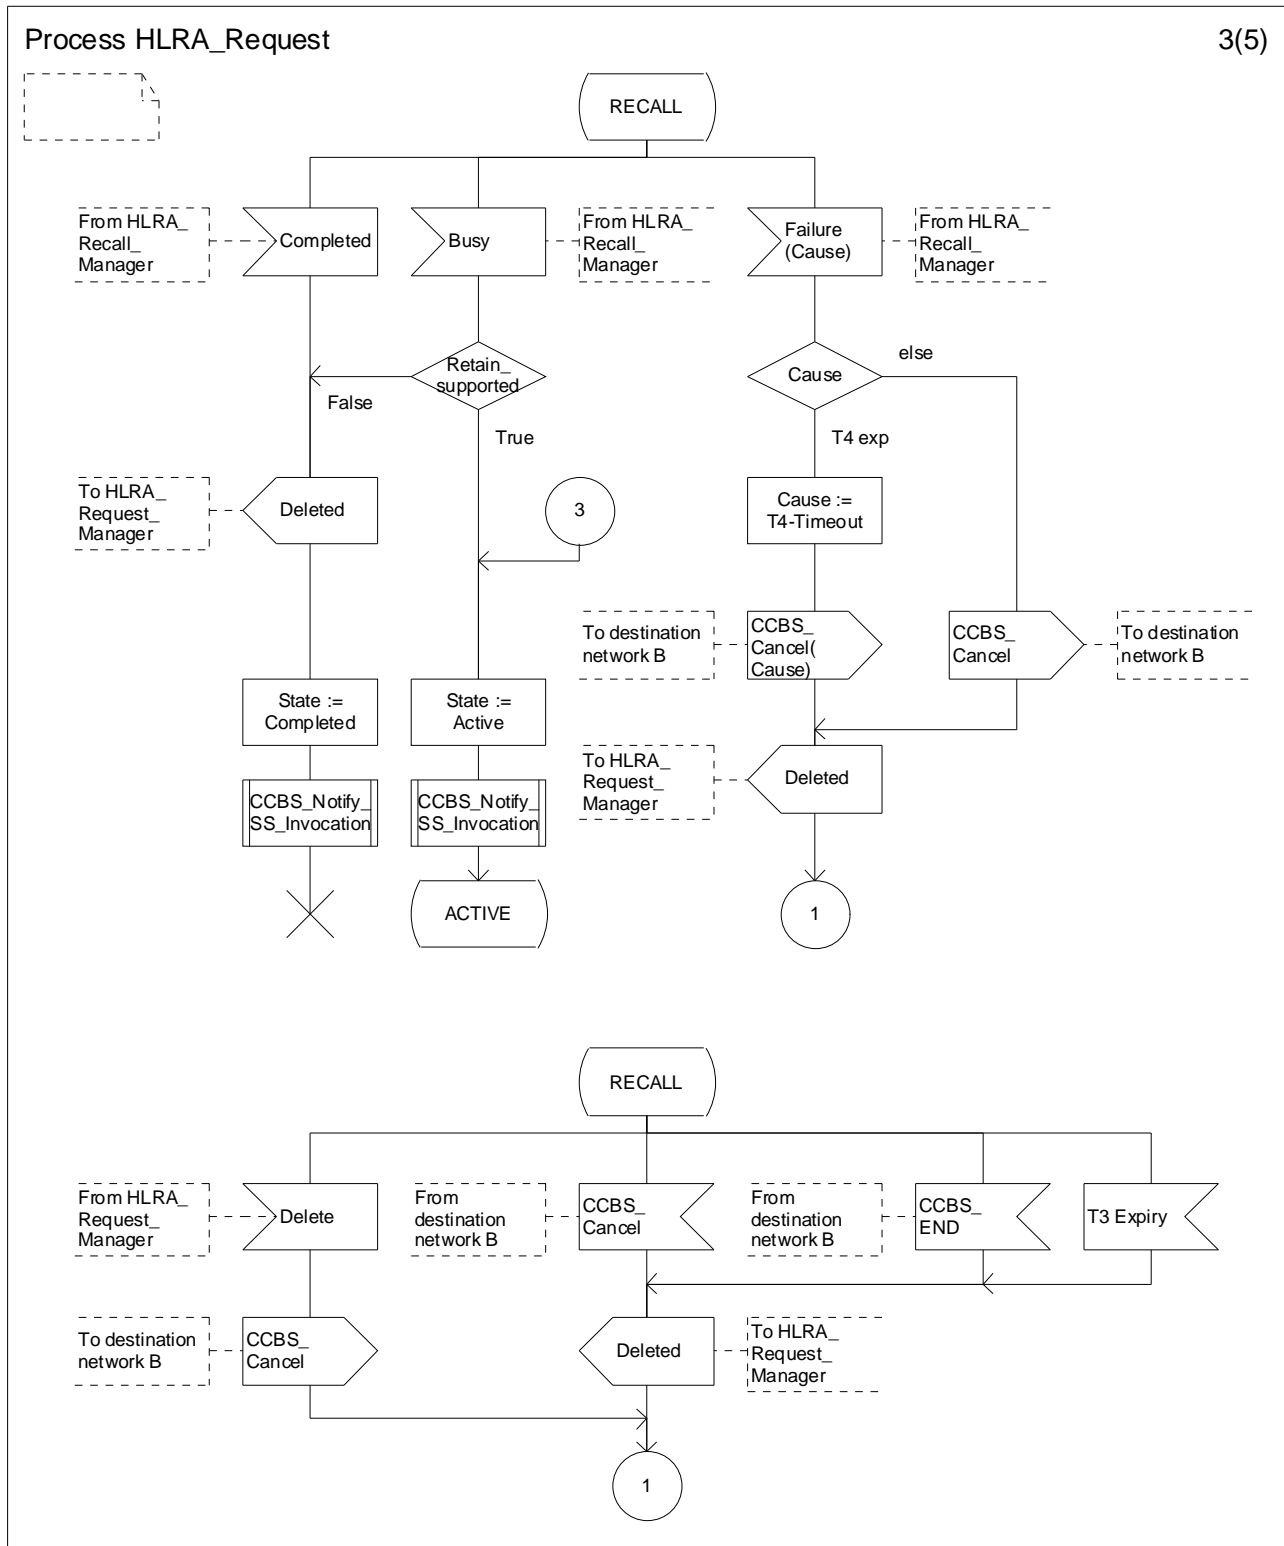 Process HLRA_Request
3(5)
RECALL
From HLRA_
Recall_
Manager
Completed
Busy
From HLRA_
Recall_
Manager
Failure
(Cause)
From HLRA_
Recall_
Manager
Retain_
supported
False
True
Cause
else
T4 exp
To HLRA_
Request_
Manager
Deleted
3
Cause :=
T4-Timeout
To destination
network B
CCBS_
Cancel(
Cause)
CCBS_
Cancel
To destination
network B
State :=
Completed
State :=
Active
To HLRA_
Request_
Manager
Deleted
CCBS_Notify_
SS_Invocation
CCBS_Notify_
SS_Invocation
ACTIVE
1
RECALL
From HLRA_
Request_
Manager
Delete
From
destination
network B
CCBS_
Cancel
From
destination
network B
CCBS_
END
T3 Expiry
To destination
network B
CCBS_
Cancel
Deleted
To HLRA_
Request_
Manager
1